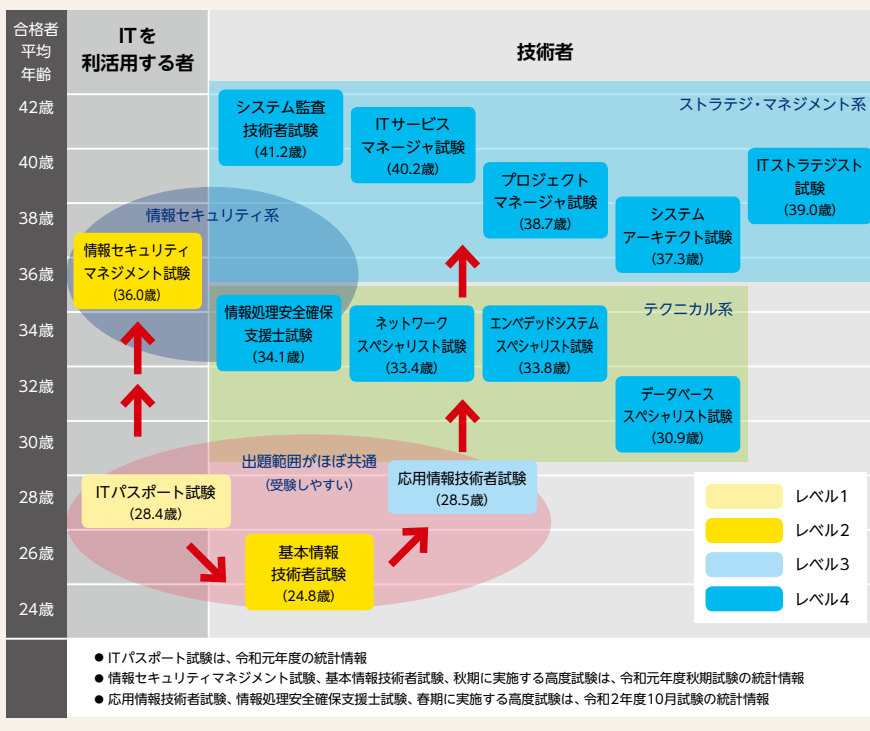 合格者
平均
年齢
ITを
利活用する者
技術者
42歳
40歳
38歳
36歳
34歳
32歳
30歳
28歳
26歳
24歳
ストラテジ・マネジメント系
システム監査
技術者試験
(41.2歳)
ITサービス
マネージャ試験
(40.2歳)
プロジェクト
マネージャ試験
(38.7歳)
システム
アーキテクト試験
(37.3歳)
ITストラテジスト
試験
(39.0歳)
情報セキュリティ系
情報セキュリティ
マネジメント試験
(36.0歳)
テクニカル系
情報処理安全確保
支援士試験
(34.1歳)
ネットワーク
スペシャリスト試験
(33.4歳)
エンベデッドシステム
スペシャリスト試験
(33.8歳)
データベース
スペシャリスト試験
(30.9歳)
出題範囲がほぼ共通
(受験しやすい)
ITパスポート試験
(28.4歳)
応用情報技術者試験
(28.5歳)
基本情報
技術者試験
(24.8歳)
レベル1
レベル2
レベル3
レベル4
● ITパスポート試験は、令和元年度の統計情報
● 情報セキュリティマネジメント試験、基本情報技術者試験、秋期に実施する高度試験は、令和元年度秋期試験の統計情報
● 応用情報技術者試験、情報処理安全確保支援士試験、春期に実施する高度試験は、令和2年度10月試験の統計情報